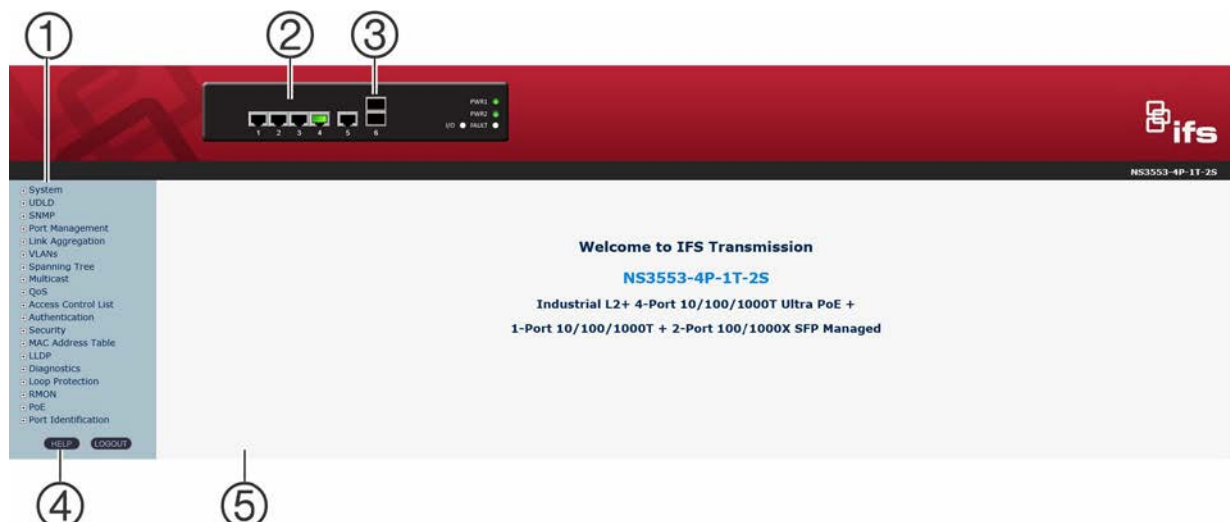 ① ② ③
PWR1
PWR2
I/O FAULT
1 2 3 4 5 6
ifs
NS3553-4P-1T-2S
System
UDLD
SNMP
Port Management
Link Aggregation
VLANs
Spanning Tree
Multicast
QoS
Access Control List
Authentication
Security
MAC Address Table
LLDP
Diagnostics
Loop Protection
RMON
PoE
Port Identification
HELP LOGOUT
Welcome to IFS Transmission
NS3553-4P-1T-2S
Industrial L2+ 4-Port 10/100/1000T Ultra PoE +
1-Port 10/100/1000T + 2-Port 100/1000X SFP Managed
④ ⑤